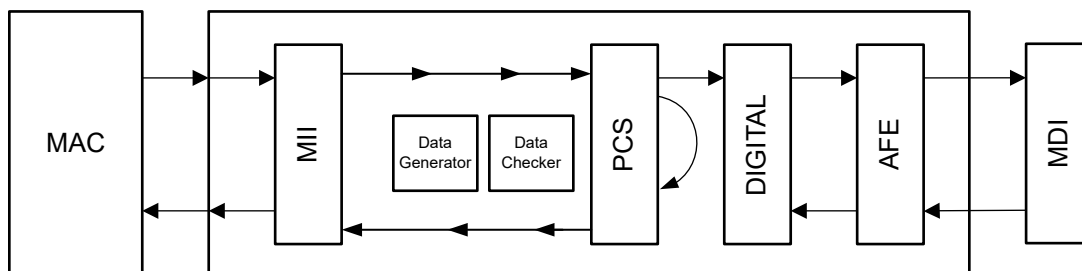 MAC
MII
Data
Generator
Data
Checker
PCS
DIGITAL
AFE
MDI